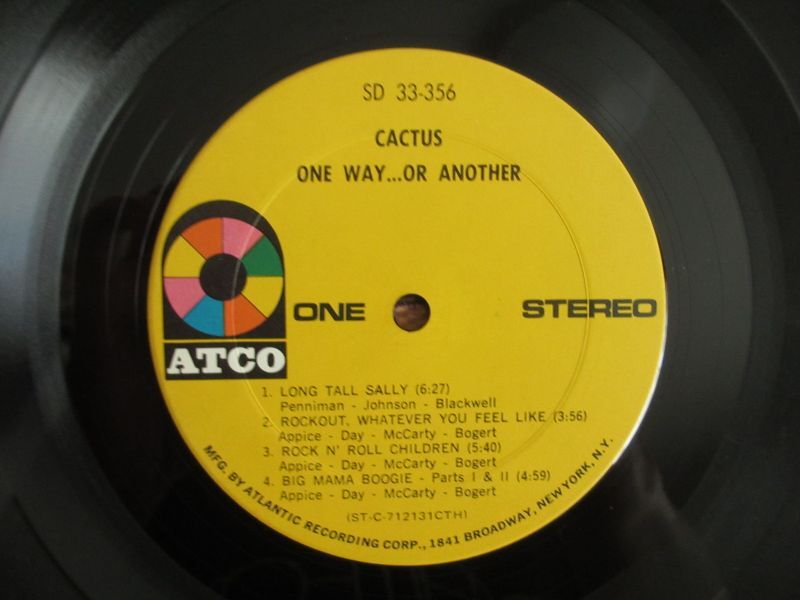 SD 33-356
CACTUS
ONE WAY...OR ANOTHER
ATCO
ONE
STEREO
1. LONG TALL SALLY (6:27)
Penniman - Johnson - Blackwell
2. ROCKOUT, WHATEVER YOU FEEL LIKE (3:56)
Appice - Day - McCarty - Bogert
3. ROCK N' ROLL CHILDREN (5:40)
Appice - Day - McCarty - Bogert
4. BIG MAMA BOOGIE - Parts I & II (4:59)
Appice - Day - McCarty - Bogert
(ST-C-712131CTH)
MFG. BY ATLANTIC RECORDING CORP., 1841 BROADWAY, NEW YORK, N.Y.